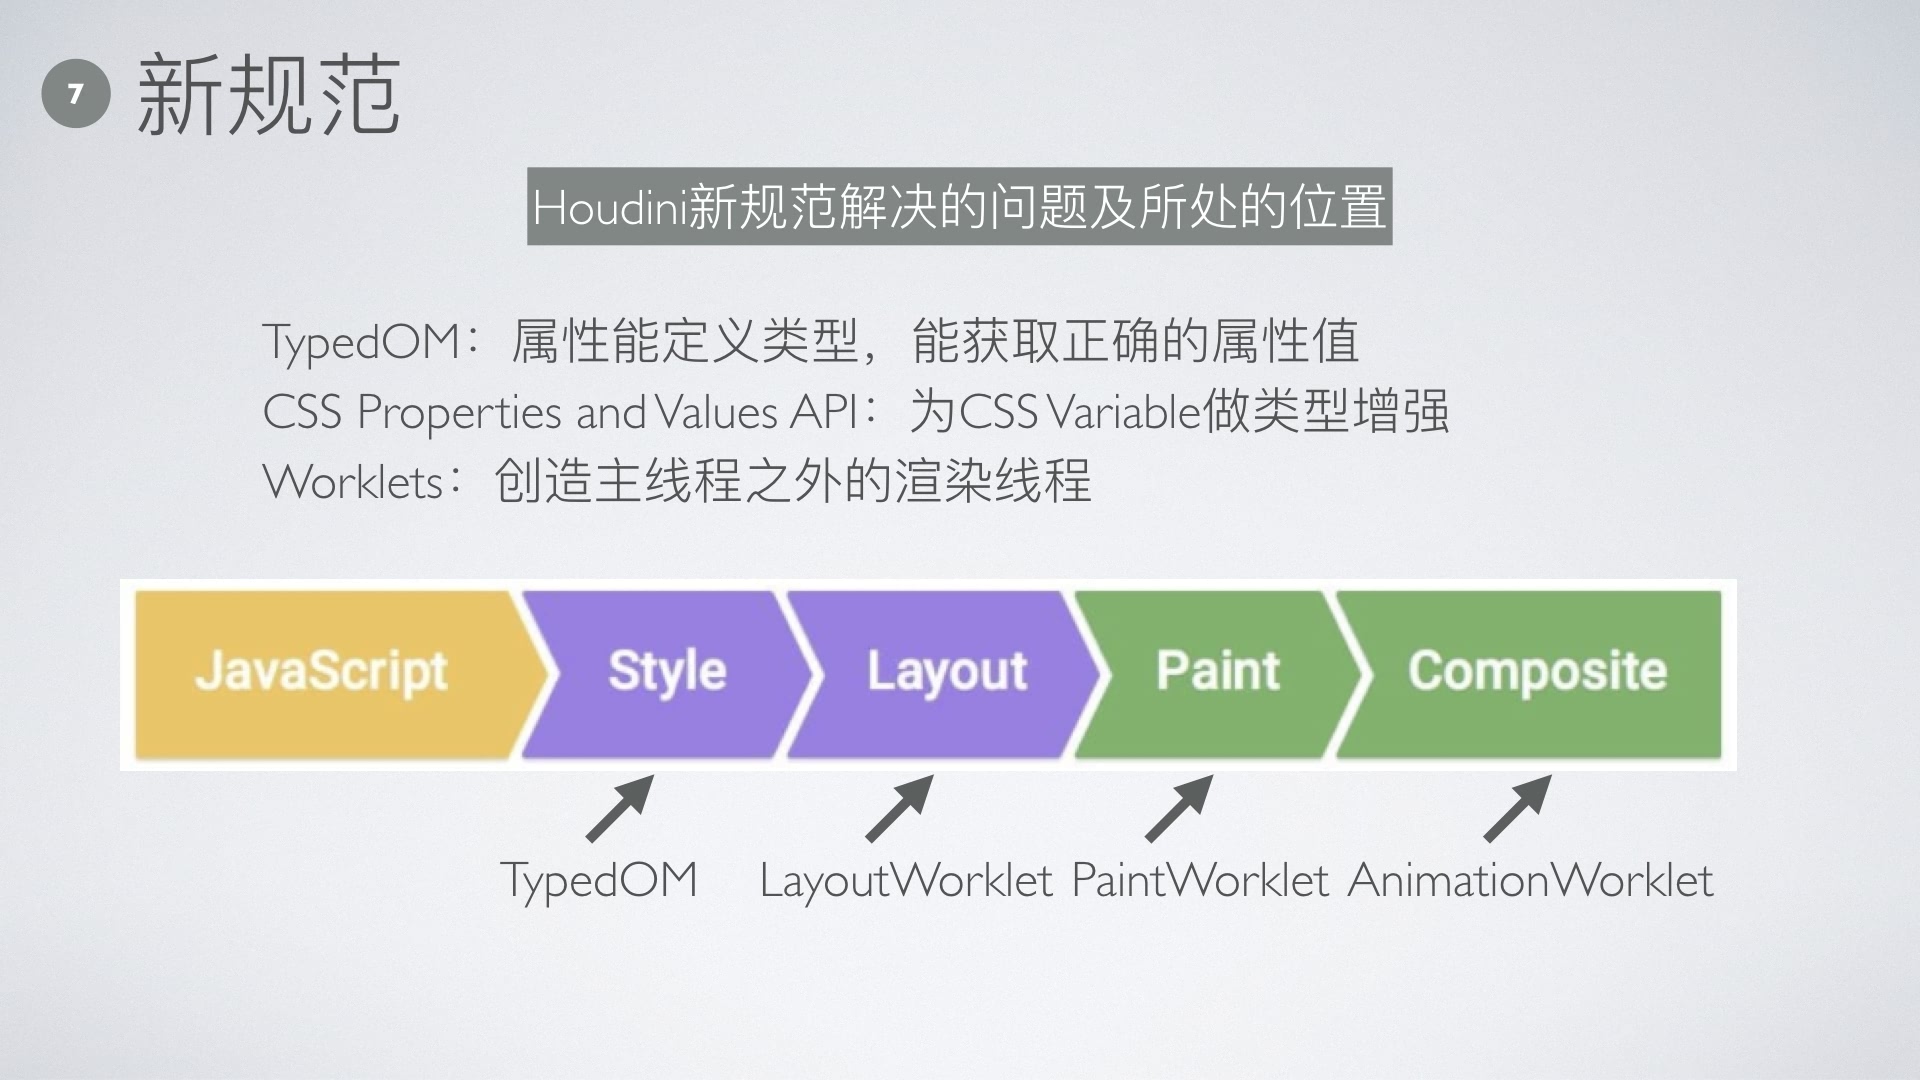 7 新规范
Houdini新规范解决的问题及所处的位置
TypedOM：属性能定义类型，能获取正确的属性值
CSS Properties and Values API：为CSS Variable做类型增强
Worklets：创造主线程之外的渲染线程
JavaScript Style Layout Paint Composite
TypedOM LayoutWorklet PaintWorklet AnimationWorklet